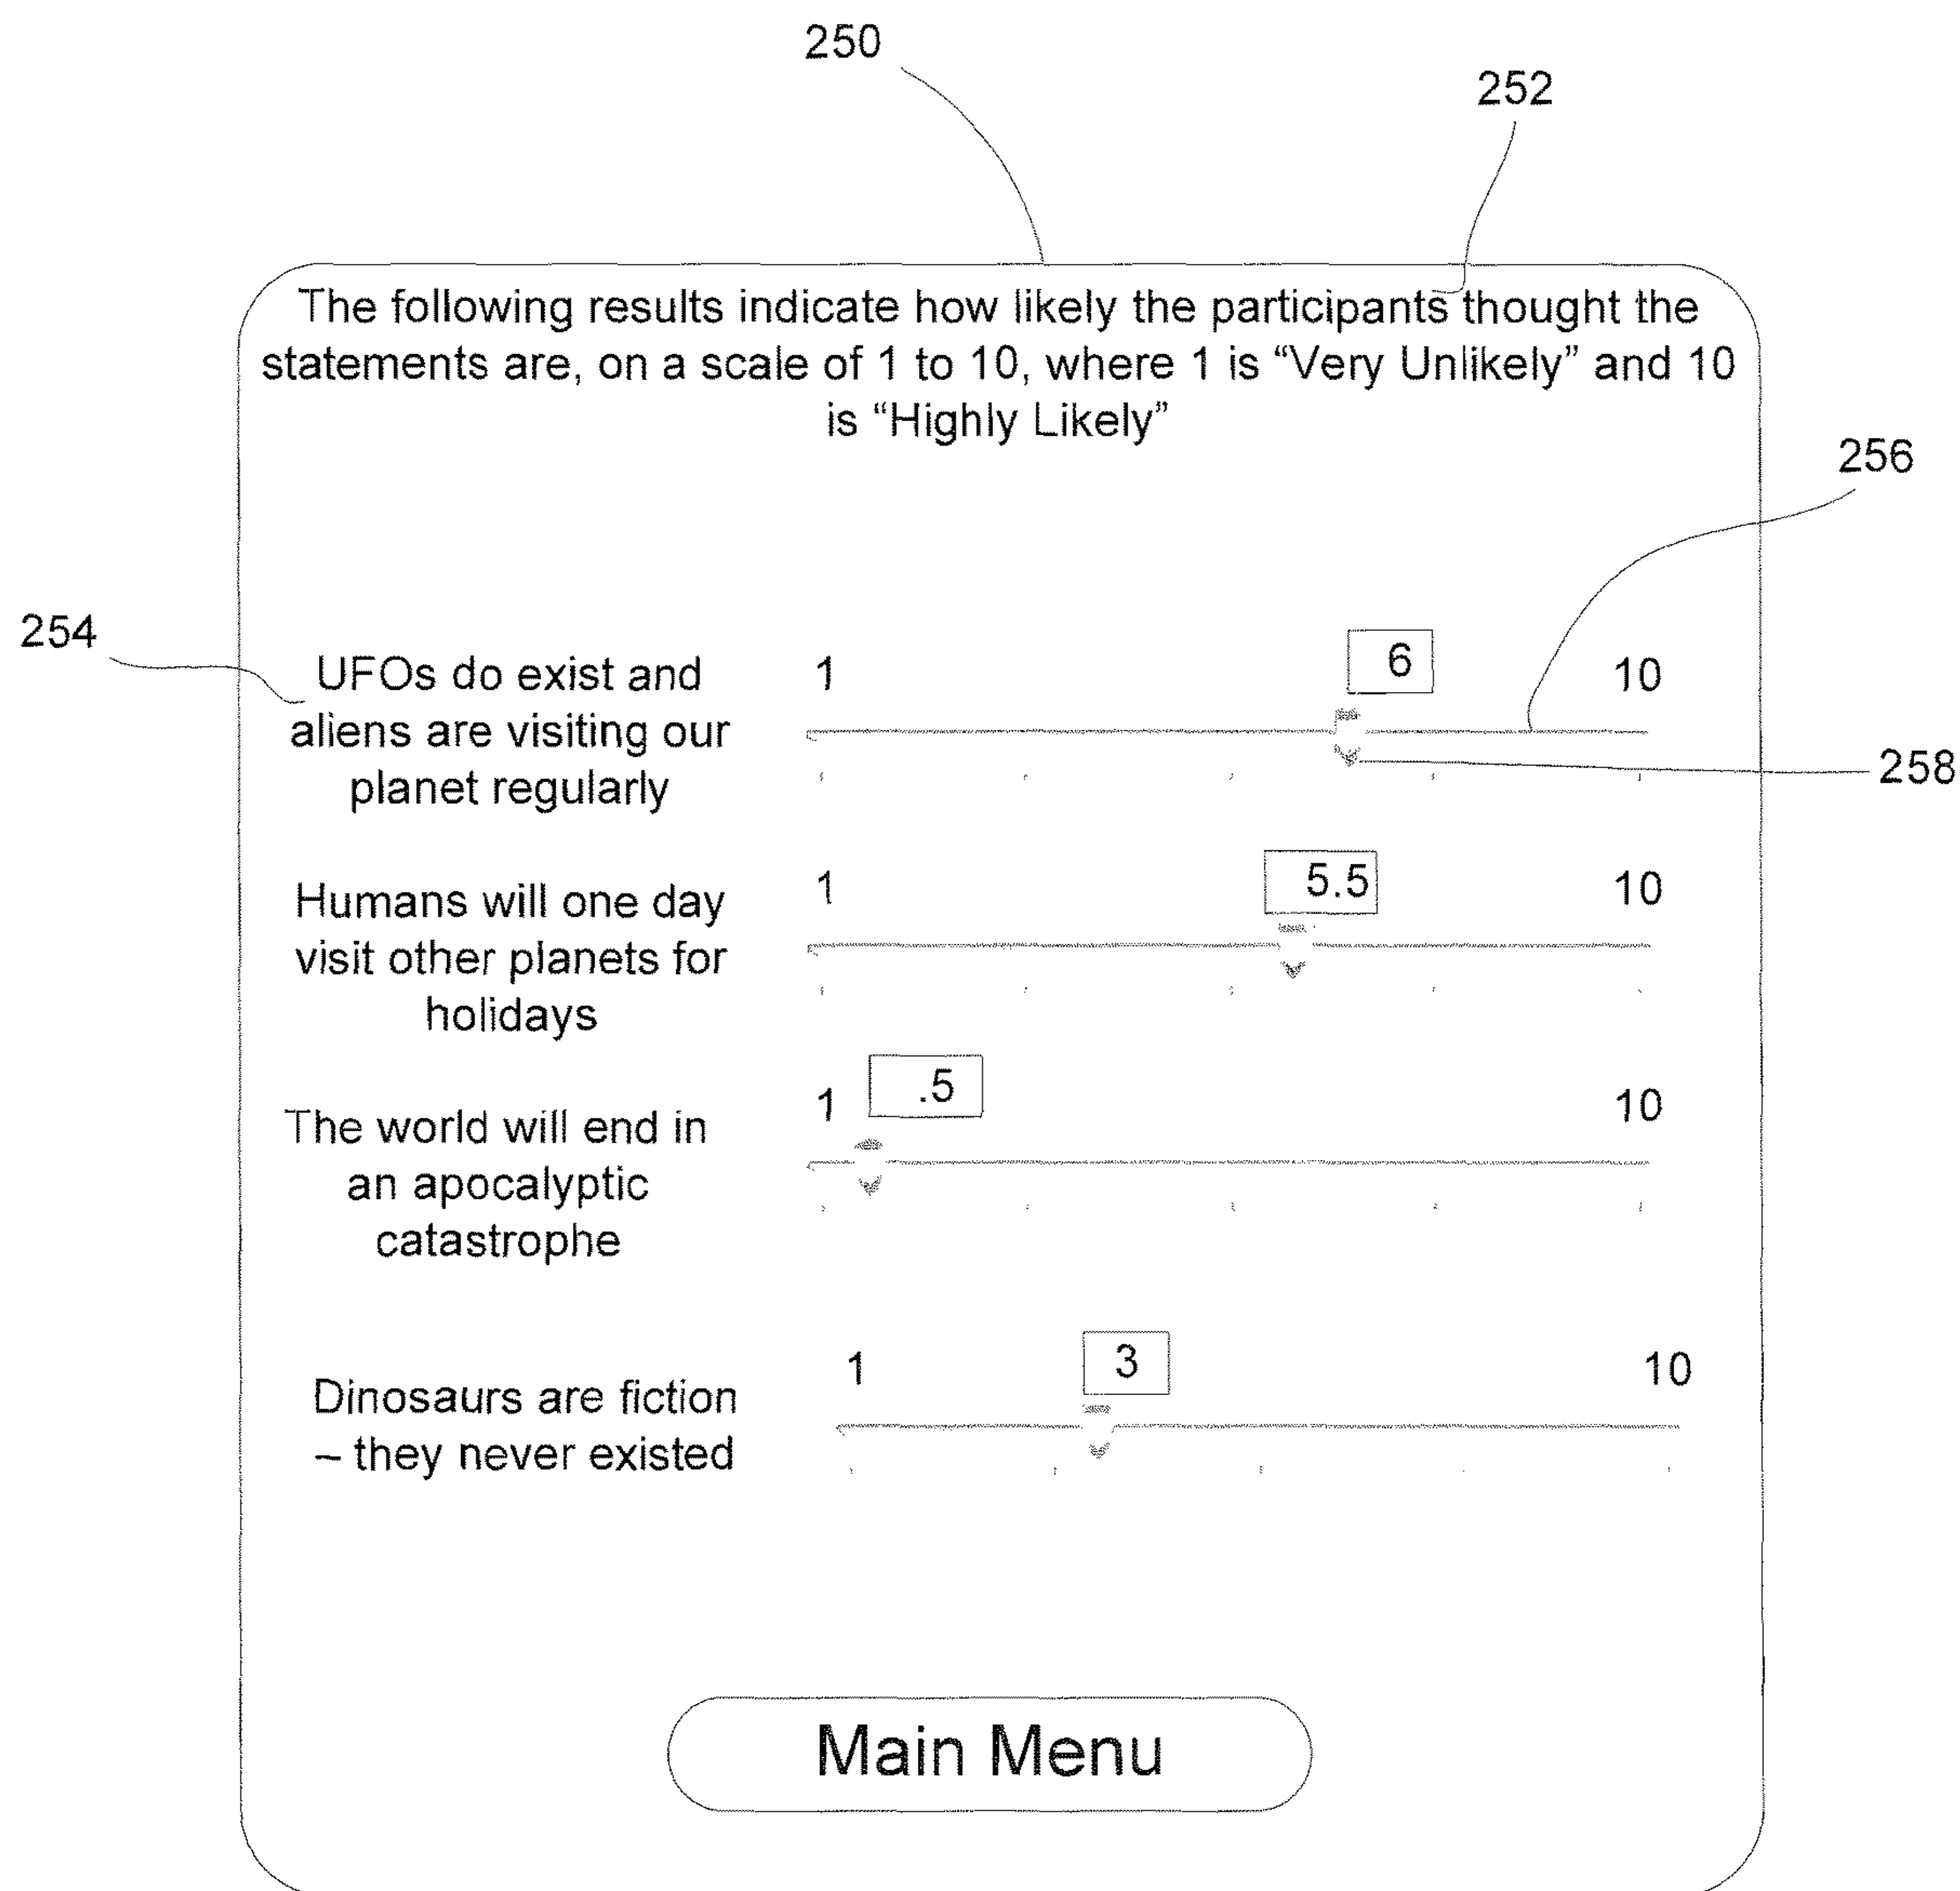 250
252
The following results indicate how likely the participants thought the
statements are, on a scale of 1 to 10, where 1 is “Very Unlikely” and 10
is “Highly Likely”
256
254
UFOs do exist and
aliens are visiting our
planet regularly
1
6
10
258
Humans will one day
visit other planets for
holidays
1
5.5
10
The world will end in
an apocalyptic
catastrophe
1
.5
10
Dinosaurs are fiction
– they never existed
1
3
10
Main Menu